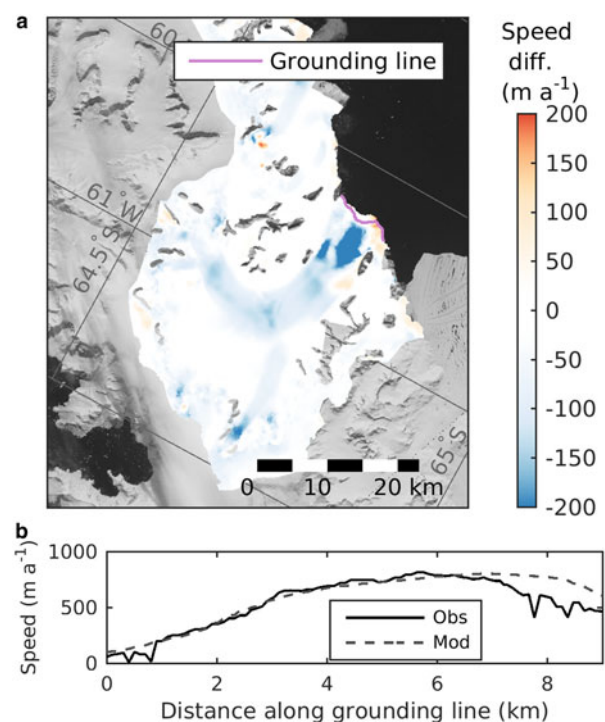 a
Speed
diff.
(m a⁻¹)
Grounding line
60
61°W
64.5°S
65°S
0 10 20 km
200
150
100
50
0
-50
-100
-150
-200
b
Speed (m a⁻¹)
1000
500
0
Obs
Mod
0 2 4 6 8
Distance along grounding line (km)